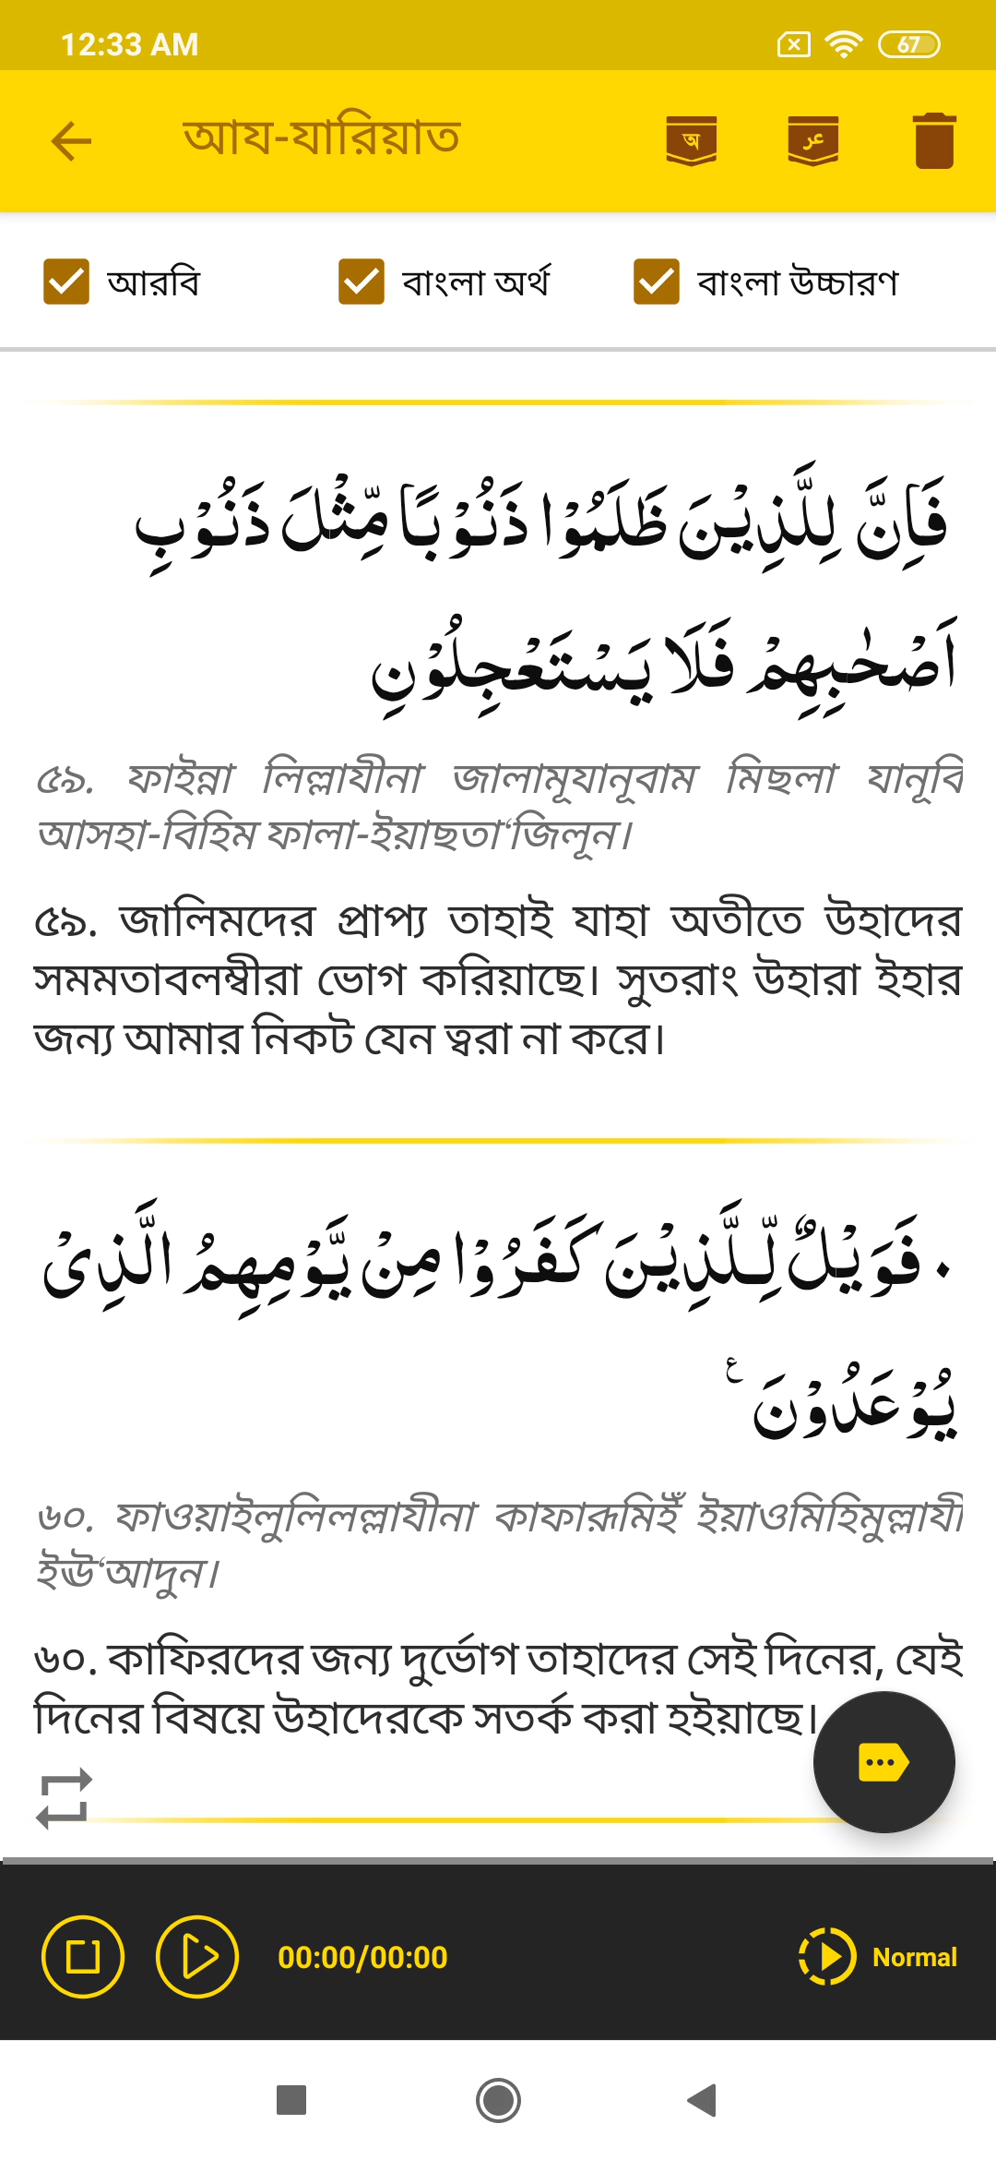 12:33 AM
67
আয-যারিয়াত
অ
عر
আরবি
বাংলা অর্থ
বাংলা উচ্চারণ
فَاِنَّ لِلَّذِيْنَ ظَلَمُوْا ذَنُوْبًا مِّثْلَ ذَنُوْبِ
اَصْحٰبِهِمْ فَلَا يَسْتَعْجِلُوْنِ
৫৯. ফাইন্না লিল্লাযীনা জালামূযানূবাম মিছলা যানূবি
আসহা-বিহিম ফালা-ইয়াছতা‘জিলূন।
৫৯. জালিমদের প্রাপ্য তাহাই যাহা অতীতে উহাদের
সমমতাবলম্বীরা ভোগ করিয়াছে। সুতরাং উহারা ইহার
জন্য আমার নিকট যেন ত্বরা না করে।
۰ فَوَيْلٌ لِّلَّذِيْنَ كَفَرُوْا مِنْ يَّوْمِهِمُ الَّذِىْ
يُوْعَدُوْنَ ۠ع
৬০. ফাওয়াইলুলিলল্লাযীনা কাফারূমিইঁ ইয়াওমিহিমুল্লাযী
ইঊ‘আদুন।
৬০. কাফিরদের জন্য দুর্ভোগ তাহাদের সেই দিনের, যেই
দিনের বিষয়ে উহাদেরকে সতর্ক করা হইয়াছে।
00:00/00:00
Normal